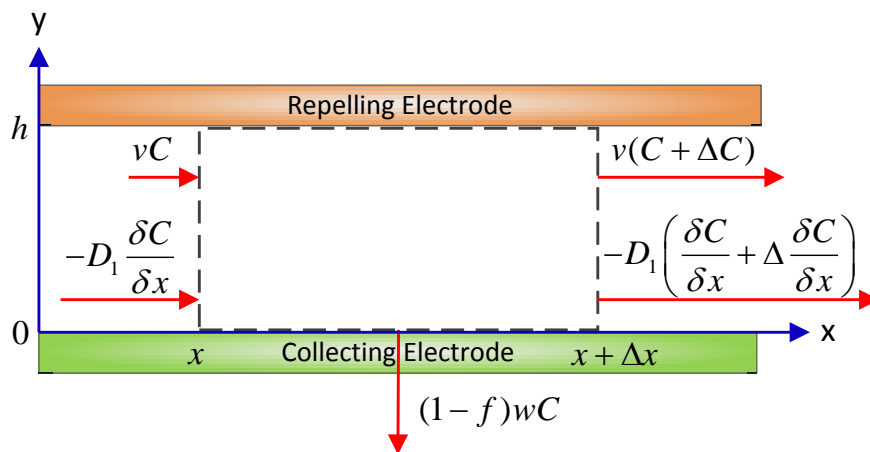 y
Repelling Electrode
h
vC
v(C + ΔC)
−D₁ δC/δx
−D₁(δC/δx + Δ δC/δx)
0
x
x
Collecting Electrode
x + Δx
(1 − f)wC